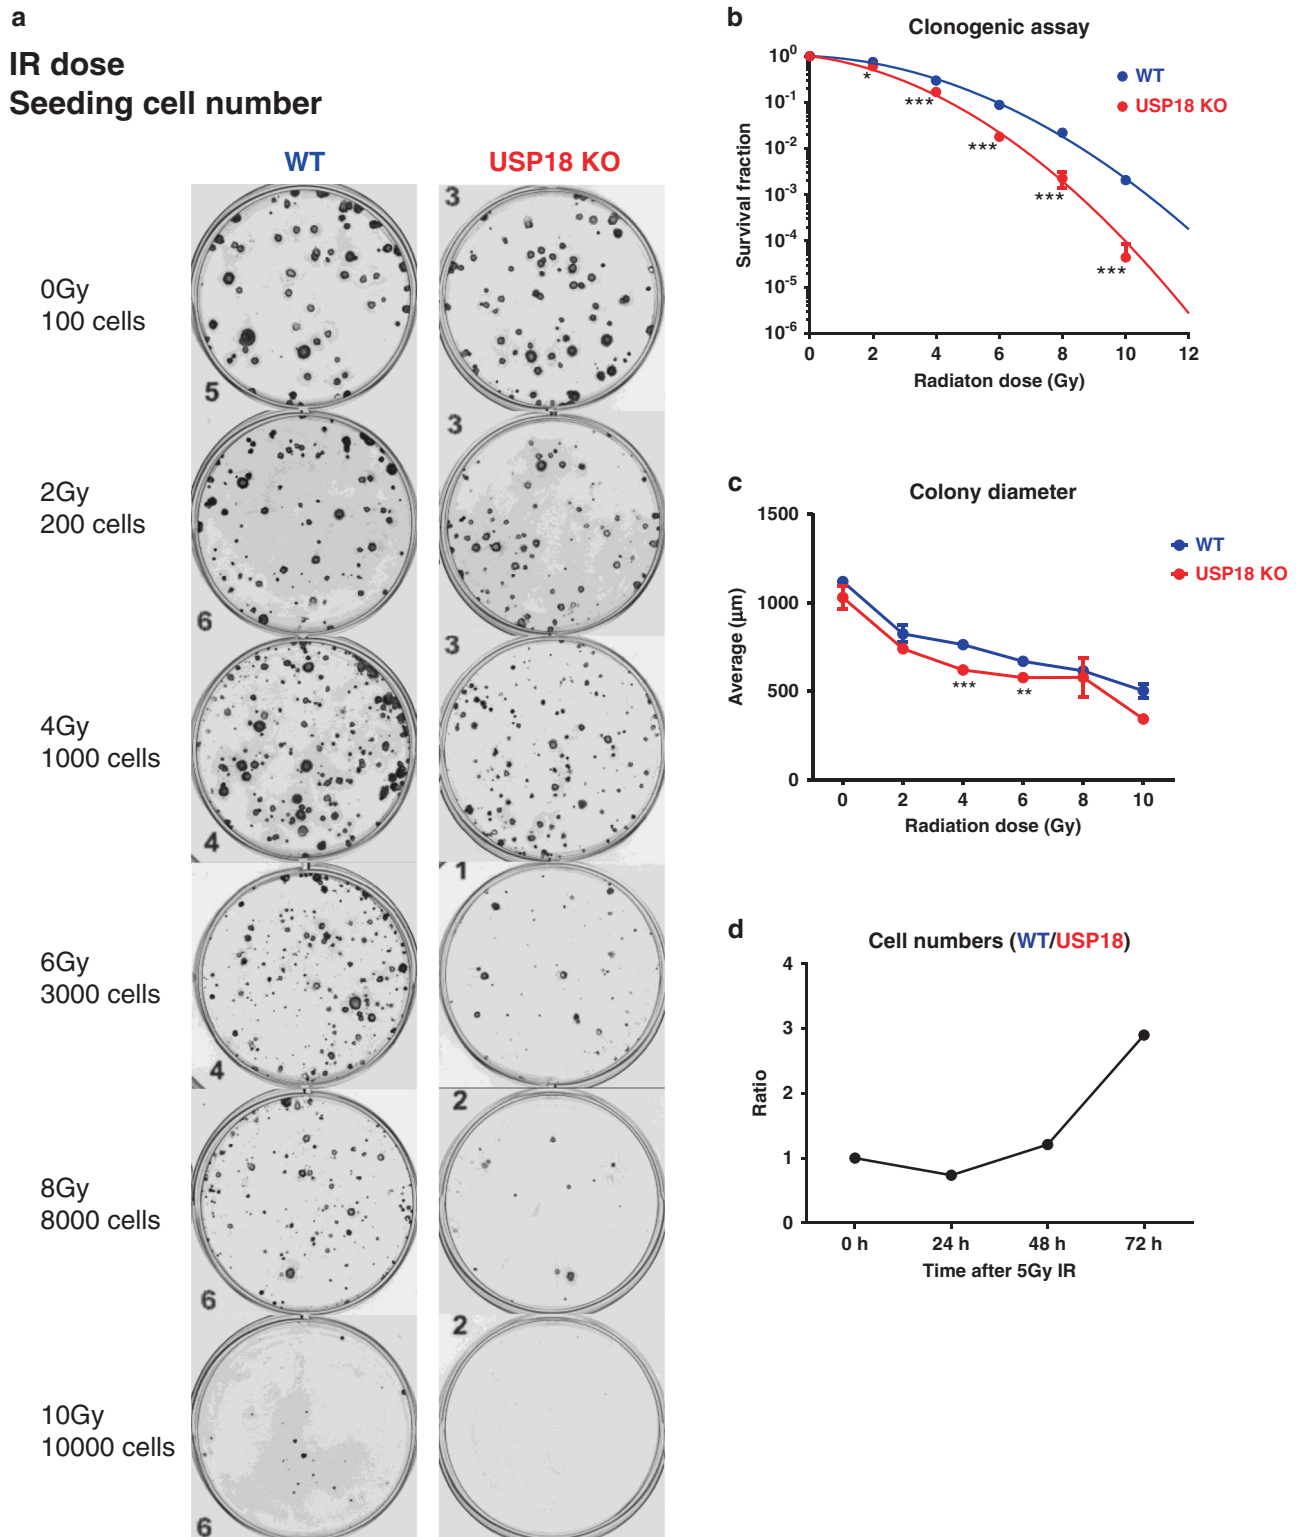 a
IR dose
Seeding cell number
WT
USP18 KO
0Gy
100 cells
5
3
2Gy
200 cells
6
3
4Gy
1000 cells
4
3
6Gy
3000 cells
4
1
8Gy
8000 cells
6
2
10Gy
10000 cells
6
2
b
Clonogenic assay
10^0
10^-1
10^-2
10^-3
10^-4
10^-5
10^-6
Survival fraction
WT
USP18 KO
*
***
***
***
***
0 2 4 6 8 10 12
Radiaton dose (Gy)
c
Colony diameter
1500
1000
500
0
Average (μm)
WT
USP18 KO
***
**
0 2 4 6 8 10
Radiation dose (Gy)
d
Cell numbers (WT/USP18)
4
3
2
1
0
Ratio
0 h 24 h 48 h 72 h
Time after 5Gy IR